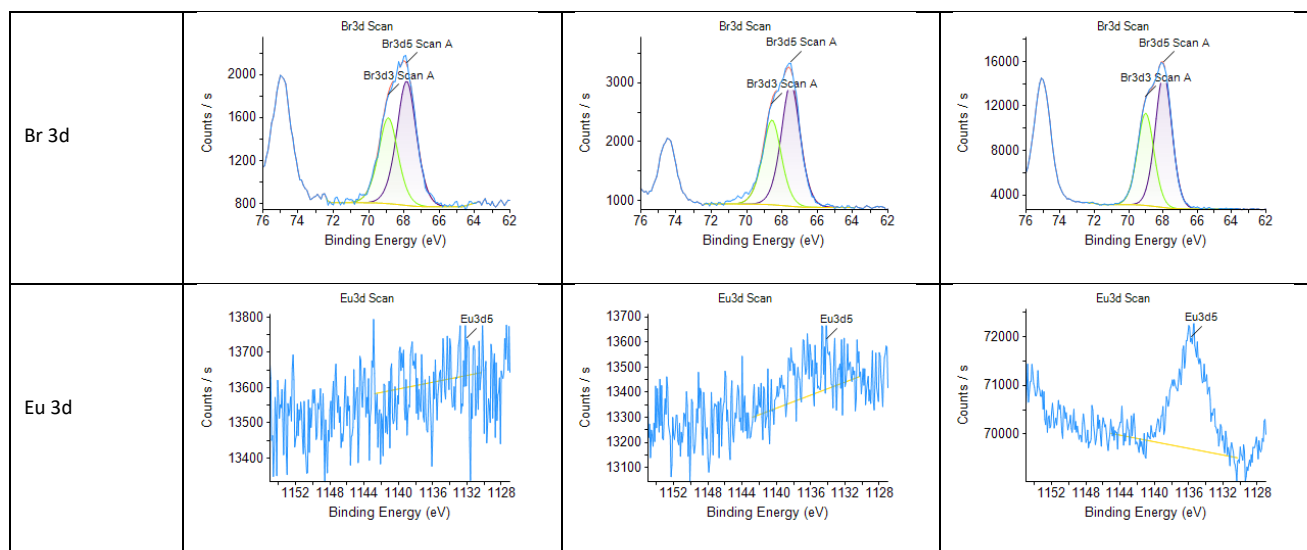 Br 3d
Br3d Scan
Br3d5 Scan A
Br3d3 Scan A
Counts / s
2000
1600
1200
800
76 74 72 70 68 66 64 62
Binding Energy (eV)
Br3d Scan
Br3d5 Scan A
Br3d3 Scan A
Counts / s
3000
2000
1000
76 74 72 70 68 66 64 62
Binding Energy (eV)
Br3d Scan
Br3d5 Scan A
Br3d3 Scan A
Counts / s
16000
12000
8000
4000
76 74 72 70 68 66 64 62
Binding Energy (eV)
Eu 3d
Eu3d Scan
Eu3d5
Counts / s
13800
13700
13600
13500
13400
1152 1148 1144 1140 1136 1132 1128
Binding Energy (eV)
Eu3d Scan
Eu3d5
Counts / s
13700
13600
13500
13400
13300
13200
13100
1152 1148 1144 1140 1136 1132 1128
Binding Energy (eV)
Eu3d Scan
Eu3d5
Counts / s
72000
71000
70000
1152 1148 1144 1140 1136 1132 1128
Binding Energy (eV)